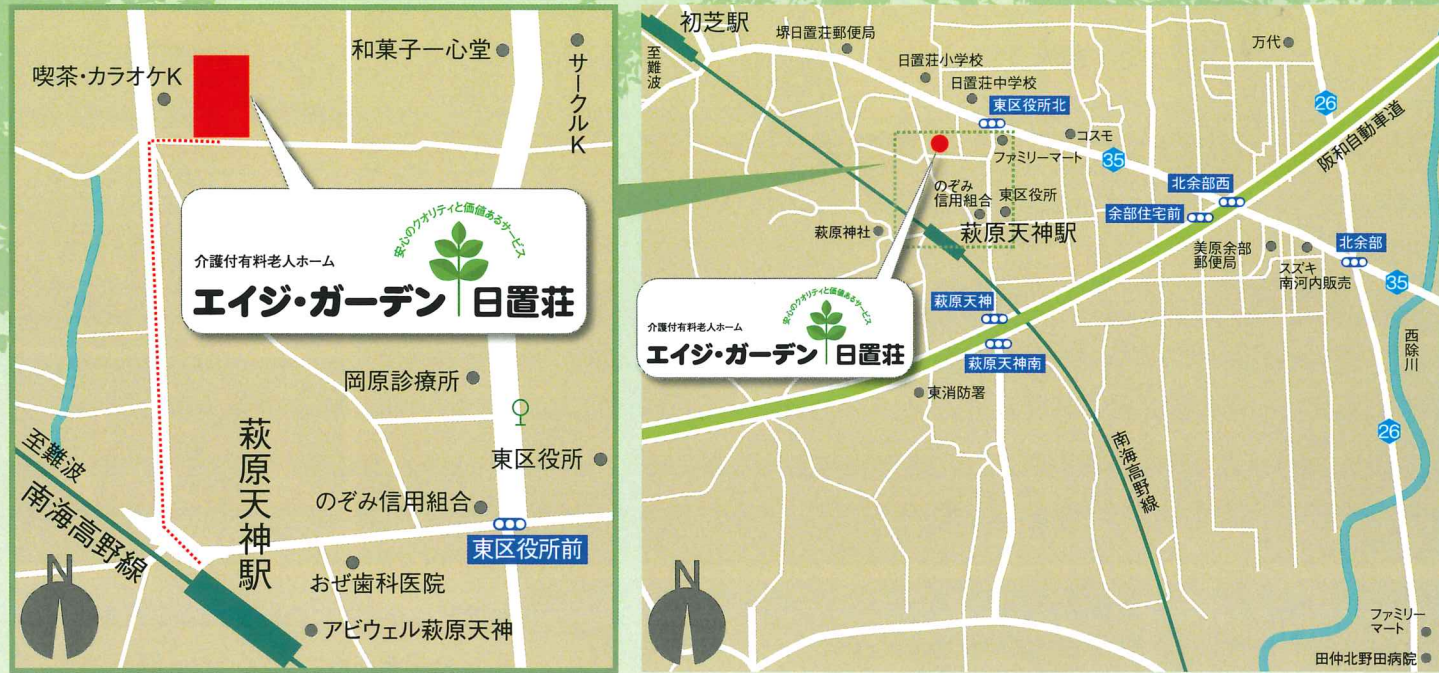 喫茶・カラオケK
和菓子一心堂
サークルK
安心のクオリティと価値あるサービス
介護付有料老人ホーム
エイジ・ガーデン 日置荘
岡原診療所
東区役所
のぞみ信用組合
東区役所前
萩原天神駅
至難波
南海高野線
おぜ歯科医院
アビウェル萩原天神
N
初芝駅
至難波
堺日置荘郵便局
日置荘小学校
日置荘中学校
東区役所北
万代
26
阪和自動車道
コスモ
ファミリーマート
35
のぞみ
信用組合
東区役所
北余部西
余部住宅前
萩原神社
萩原天神駅
美原余部
郵便局
スズキ
南河内販売
北余部
35
安心のクオリティと価値あるサービス
介護付有料老人ホーム
エイジ・ガーデン 日置荘
萩原天神
萩原天神南
西除川
東消防署
26
南海高野線
N
ファミリー
マート
田仲北野田病院